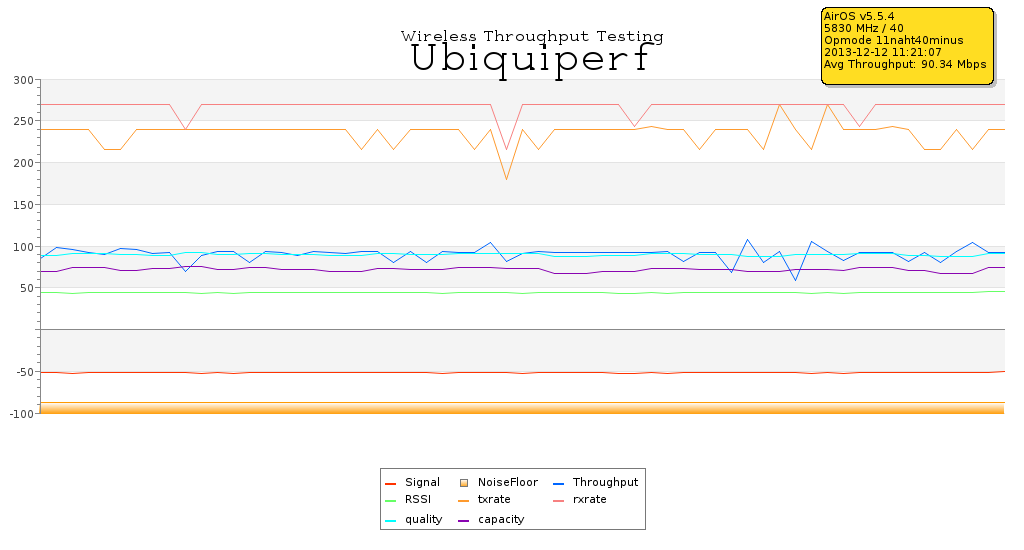 AirOS v5.5.4
5830 MHz / 40
Opmode 11naht40minus
2013-12-12 11:21:07
Avg Throughput: 90.34 Mbps
Wireless Throughput Testing
Ubiquiperf
300
250
200
150
100
50
-50
-100
Signal NoiseFloor Throughput
RSSI txrate rxrate
quality capacity